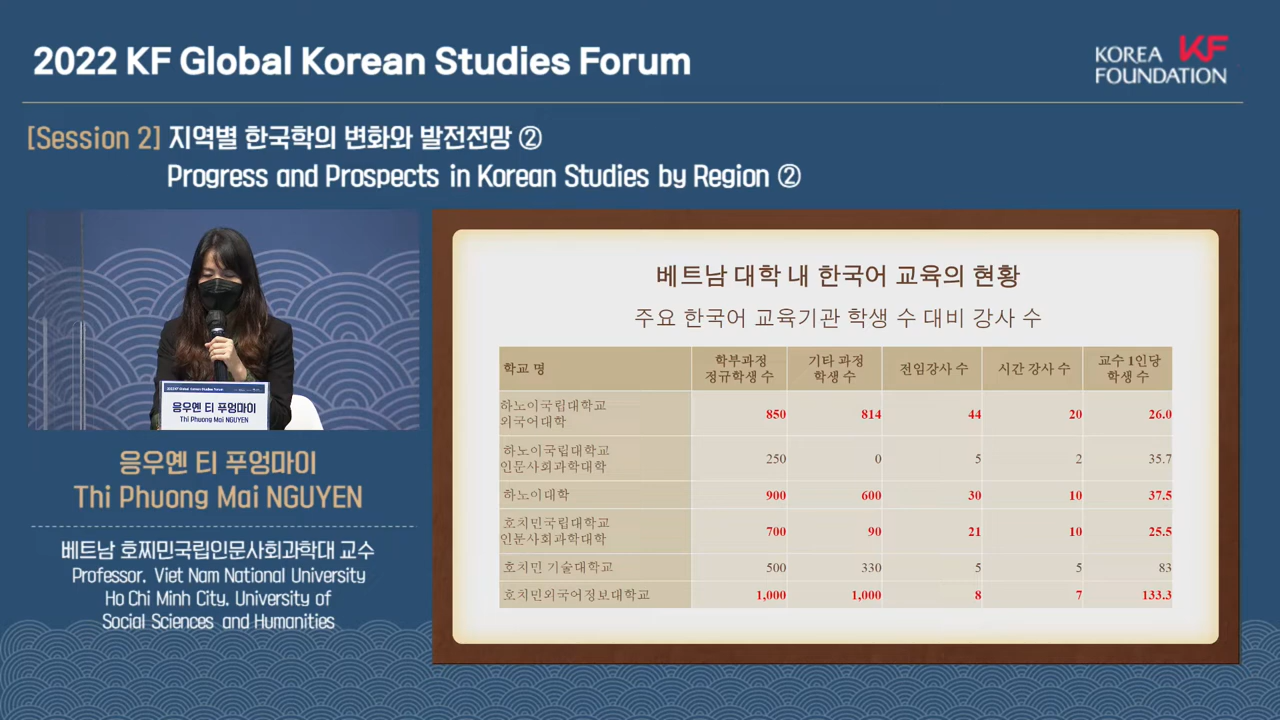 2022 KF Global Korean Studies Forum
KOREA KF
FOUNDATION
[Session 2] 지역별 한국학의 변화와 발전전망 ②
Progress and Prospects in Korean Studies by Region ②
2022 KF Global Korean Studies Forum
응우옌 티 푸엉마이
Thi Phuong Mai NGUYEN
응우옌 티 푸엉마이
Thi Phuong Mai NGUYEN
베트남 호찌민국립인문사회과학대 교수
Professor, Viet Nam National University
Ho Chi Minh City, University of
Social Sciences and Humanities
베트남 대학 내 한국어 교육의 현황
주요 한국어 교육기관 학생 수 대비 강사 수
학교 명 학부과정 정규학생 수 기타 과정 학생 수 전임강사 수 시간 강사 수 교수 1인당 학생 수
하노이국립대학교 외국어대학 850 814 44 20 26.0
하노이국립대학교 인문사회과학대학 250 0 5 2 35.7
하노이대학 900 600 30 10 37.5
호치민국립대학교 인문사회과학대학 700 90 21 10 25.5
호치민 기술대학교 500 330 5 5 83
호치민외국어정보대학교 1,000 1,000 8 7 133.3